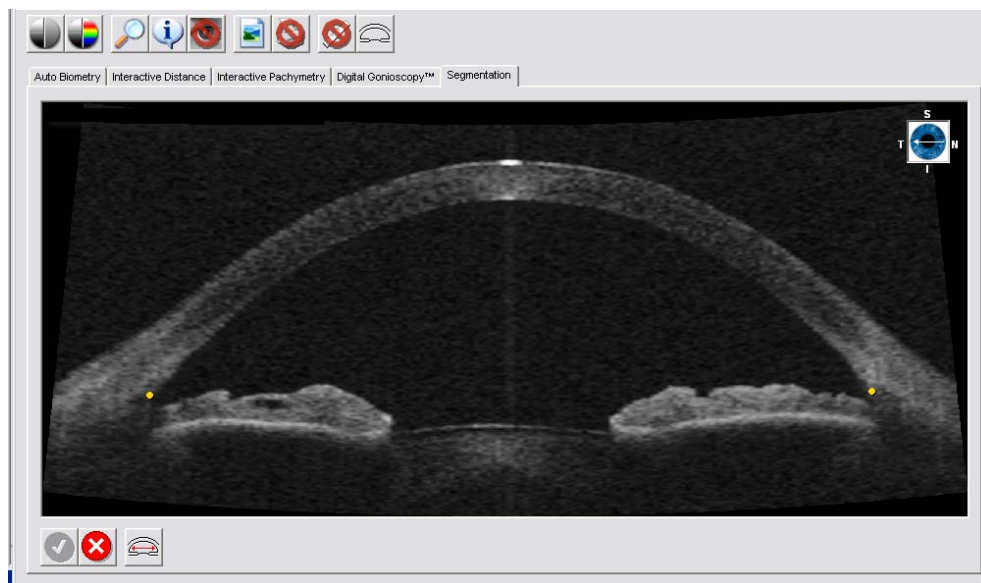 Auto Biometry Interactive Distance Interactive Pachymetry Digital Gonioscopy™ Segmentation
S
T N
I